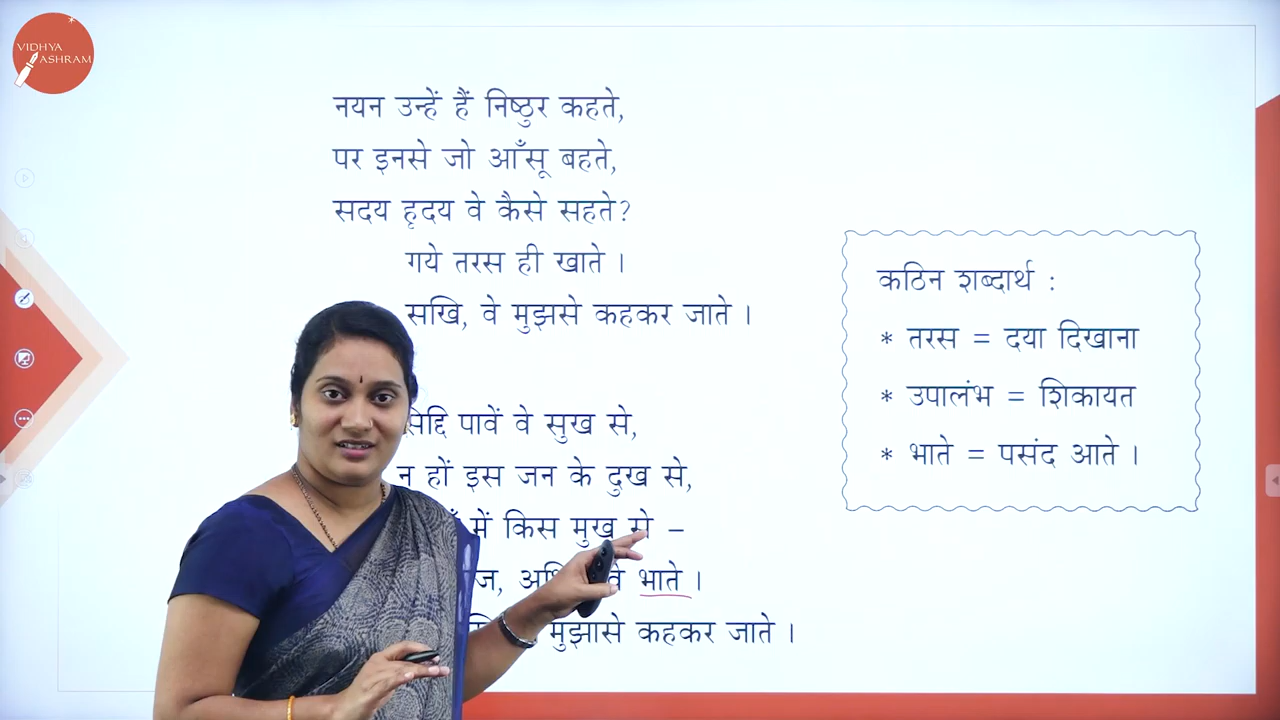 VIDHYA
ASHRAM
नयन उन्हें हैं निष्ठुर कहते,
पर इनसे जो आँसू बहते,
सदय हृदय वे कैसे सहते?
गये तरस ही खाते ।
सखि, वे मुझसे कहकर जाते ।
पावें वे सुख से,
न हों इस जन के दुख से,
में किस मुख से –
वे भाते ।
मुझासे कहकर जाते ।
कठिन शब्दार्थ :
* तरस = दया दिखाना
* उपालंभ = शिकायत
* भाते = पसंद आते ।